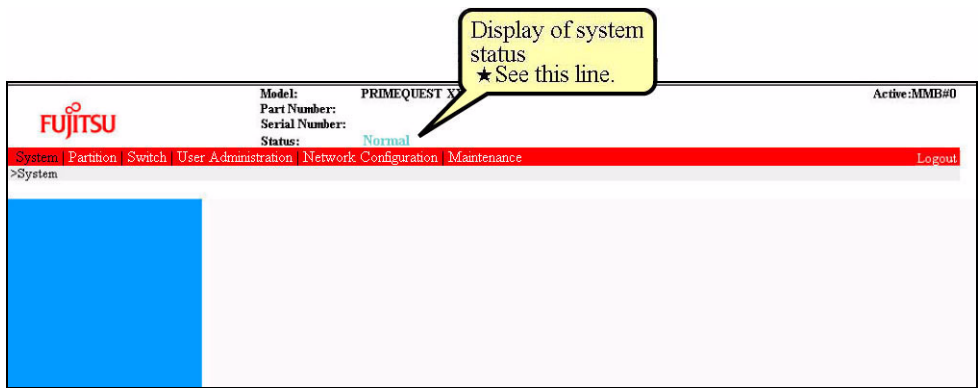 Display of system
status
★See this line.
Model: PRIMEQUEST Active:MMB#0
Part Number:
FUJITSU
Serial Number:
Status: Normal
System | Partition | Switch | User Administration | Network Configuration | Maintenance Logout
>System